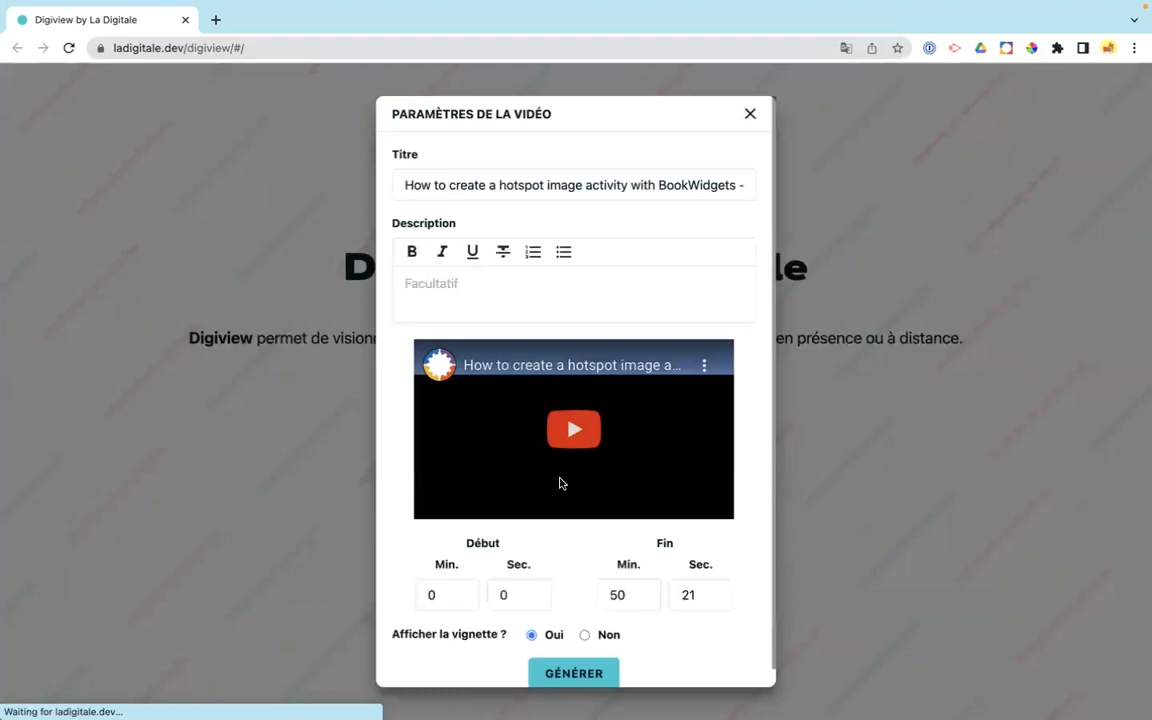 Digiview by La Digitale
ladigitale.dev/digiview/#/
PARAMÈTRES DE LA VIDÉO
Titre
How to create a hotspot image activity with BookWidgets -
Description
B I U
Facultatif
D le
Digiview permet de vision en présence ou à distance.
How to create a hotspot image a...
Début Fin
Min. Sec. Min. Sec.
0 0 50 21
Afficher la vignette ? Oui Non
GÉNÉRER
Waiting for ladigitale.dev...